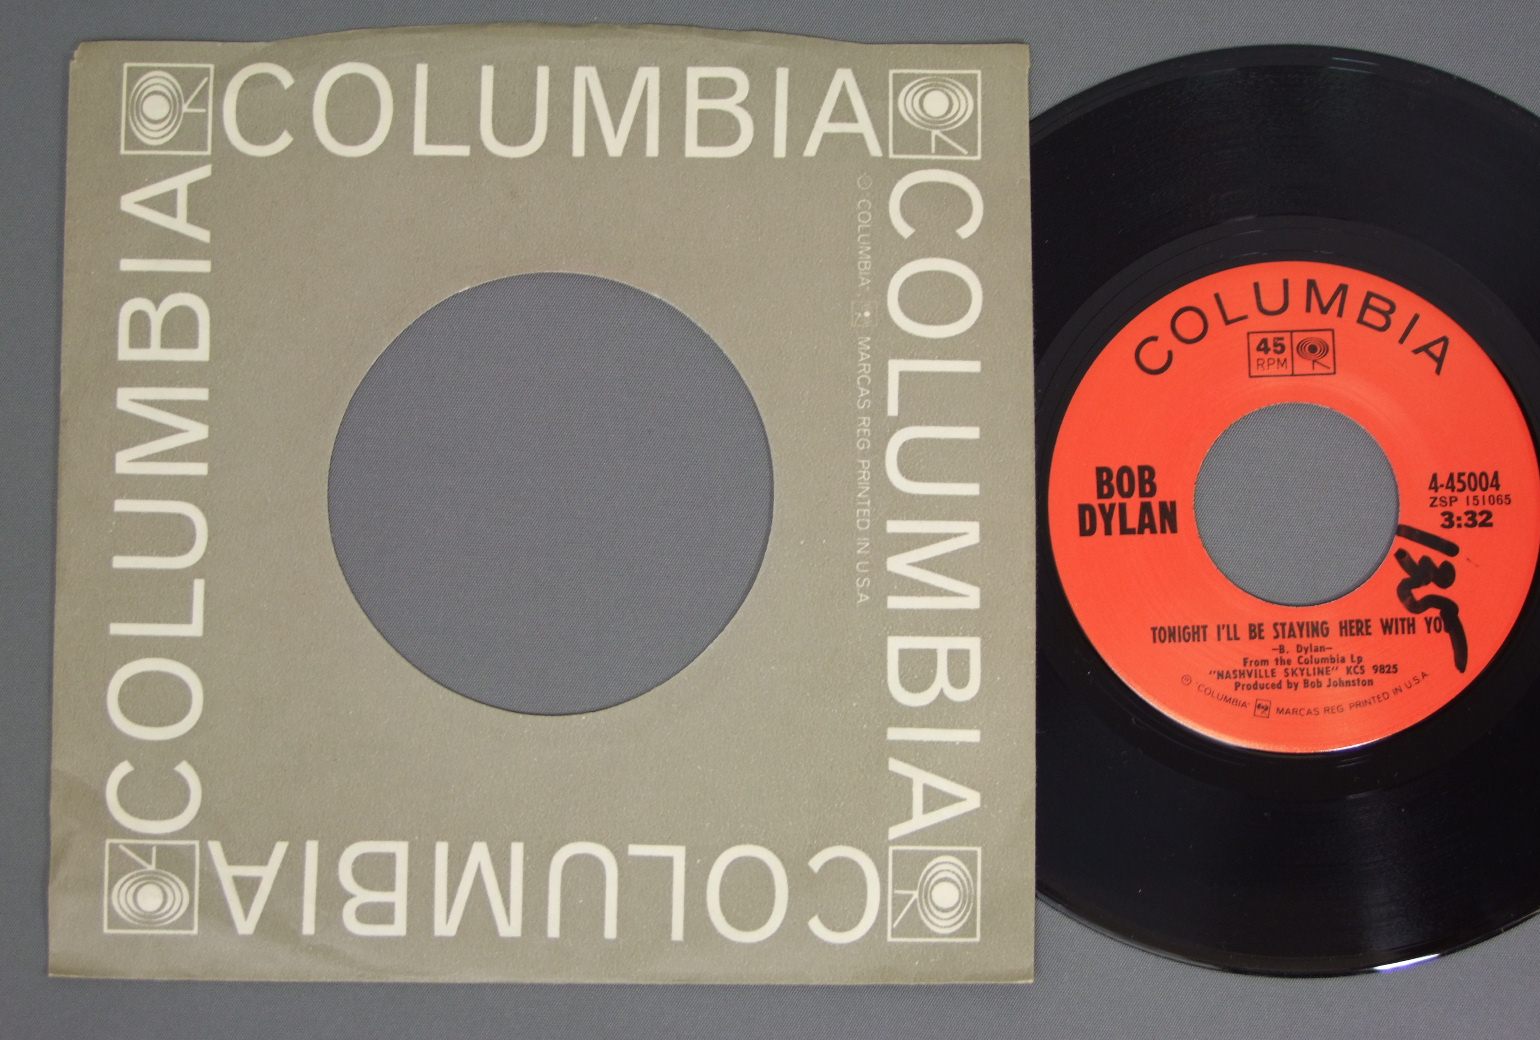 COLUMBIA
COLUMBIA
COLUMBIA
COLUMBIA
℗ COLUMBIA MARCAS REG. PRINTED IN U.S.A.
COLUMBIA
45
RPM
BOB
DYLAN
4-45004
ZSP 151065
3:32
135
TONIGHT I'LL BE STAYING HERE WITH YOU
-B. Dylan-
From the Columbia Lp
"NASHVILLE SKYLINE" KCS 9825
Produced by Bob Johnston
℗ COLUMBIA MARCAS REG. PRINTED IN U.S.A.